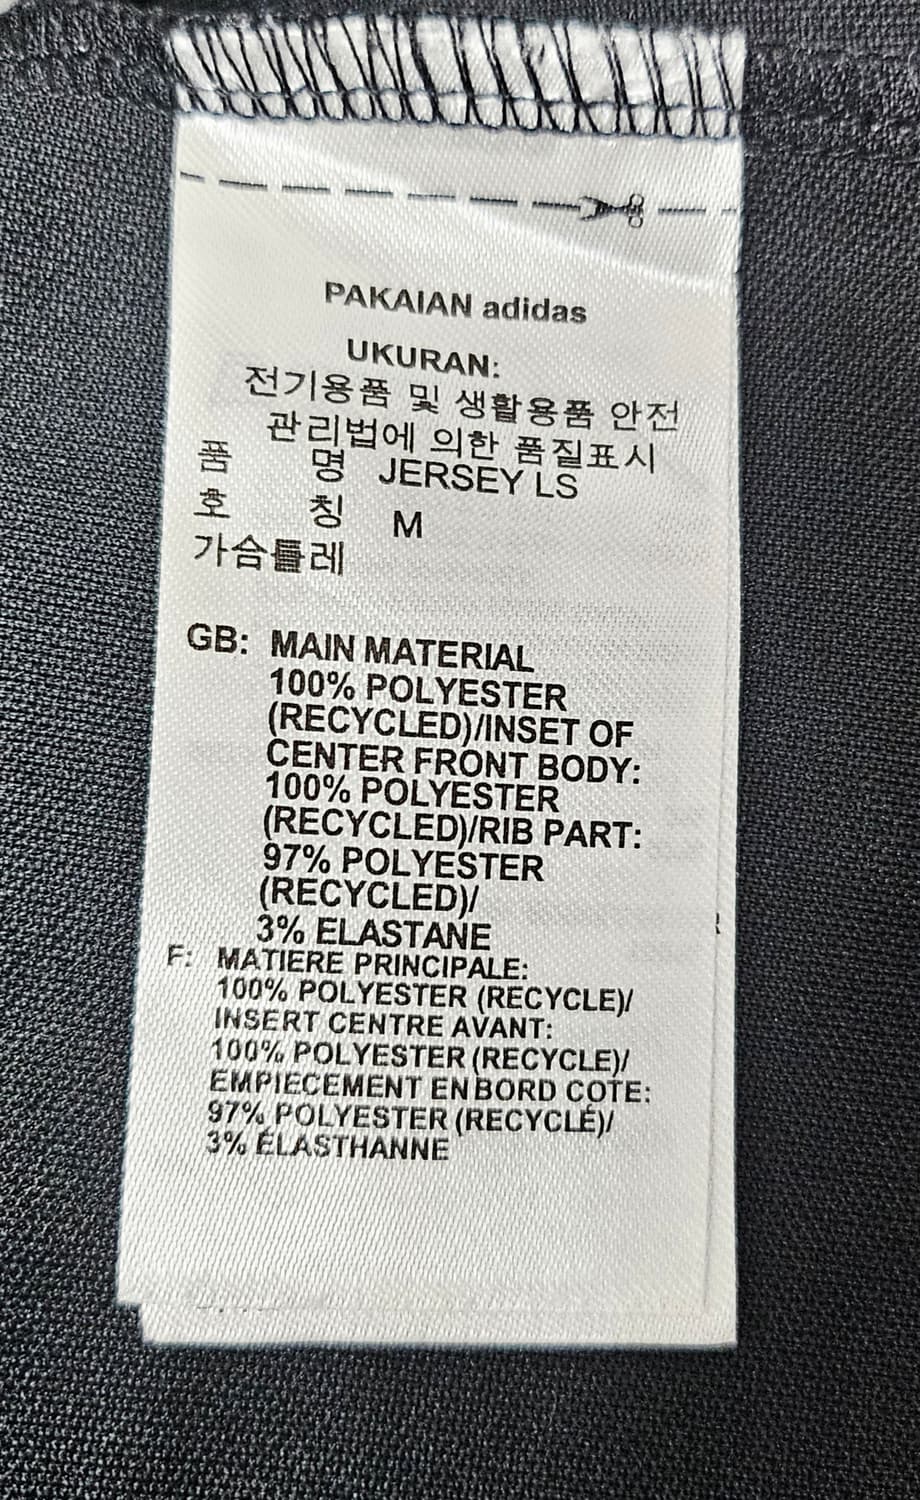 PAKAIAN adidas
UKURAN:
전기용품 및 생활용품 안전
관리법에 의한 품질표시
품 명 JERSEY LS
호 칭 M
가슴둘레
GB: MAIN MATERIAL
100% POLYESTER
(RECYCLED)/INSET OF
CENTER FRONT BODY:
100% POLYESTER
(RECYCLED)/RIB PART:
97% POLYESTER
(RECYCLED)/
3% ELASTANE
F: MATIERE PRINCIPALE:
100% POLYESTER (RECYCLE)/
INSERT CENTRE AVANT:
100% POLYESTER (RECYCLE)/
EMPIECEMENT EN BORD COTE:
97% POLYESTER (RECYCLÉ)/
3% ÉLASTHANNE